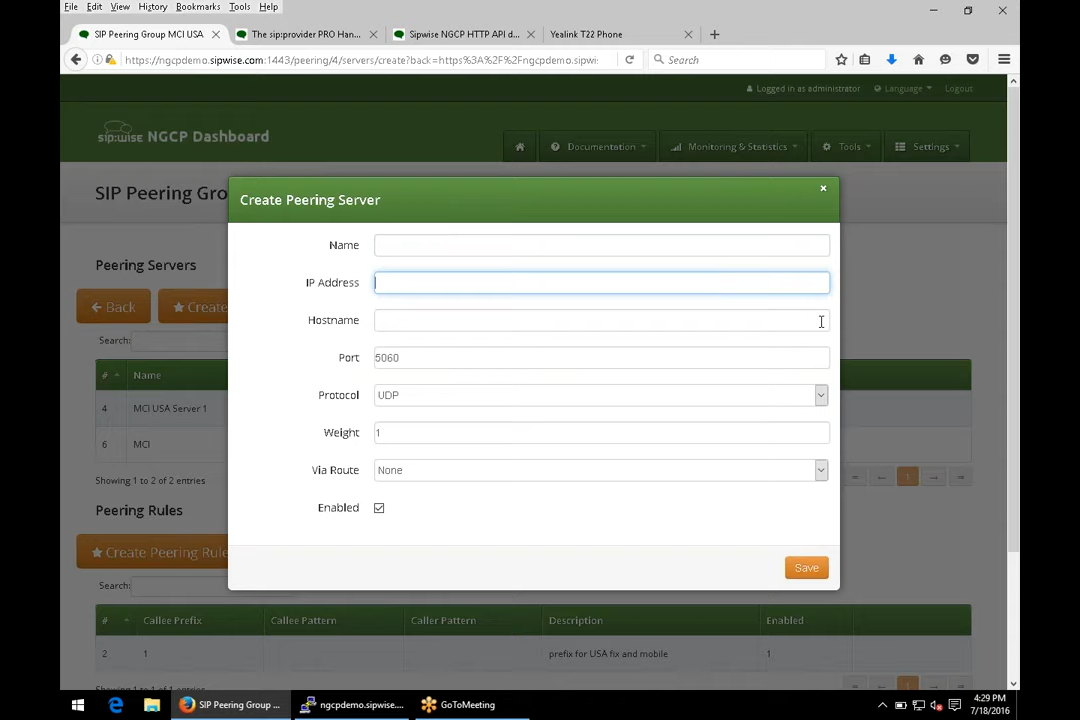 File Edit View History Bookmarks Tools Help
SIP Peering Group MCI USA
The sip:provider PRO Han...
Sipwise NGCP HTTP API d...
Yealink T22 Phone
https://ngcpdemo.sipwise.com:1443/peering/4/servers/create?back=https%3A%2F%2Fngcpdemo.sipwi:
Search
Logged in as administrator Language Logout
sip:wise NGCP Dashboard
Documentation Monitoring & Statistics Tools Settings
SIP Peering Gro
Create Peering Server
×
Name
IP Address
Hostname
Port 5060
Protocol UDP
Weight 1
Via Route None
Enabled
Save
Peering Servers
Back Create
Search:
# Name
4 MCI USA Server 1
6 MCI
Showing 1 to 2 of 2 entries
1
Peering Rules
Create Peering Rule
Search:
# Callee Prefix Callee Pattern Caller Pattern Description Enabled
2 1 prefix for USA fix and mobile 1
SIP Peering Group ...
ngcpdemo.sipwise....
GoToMeeting
4:29 PM
7/18/2016